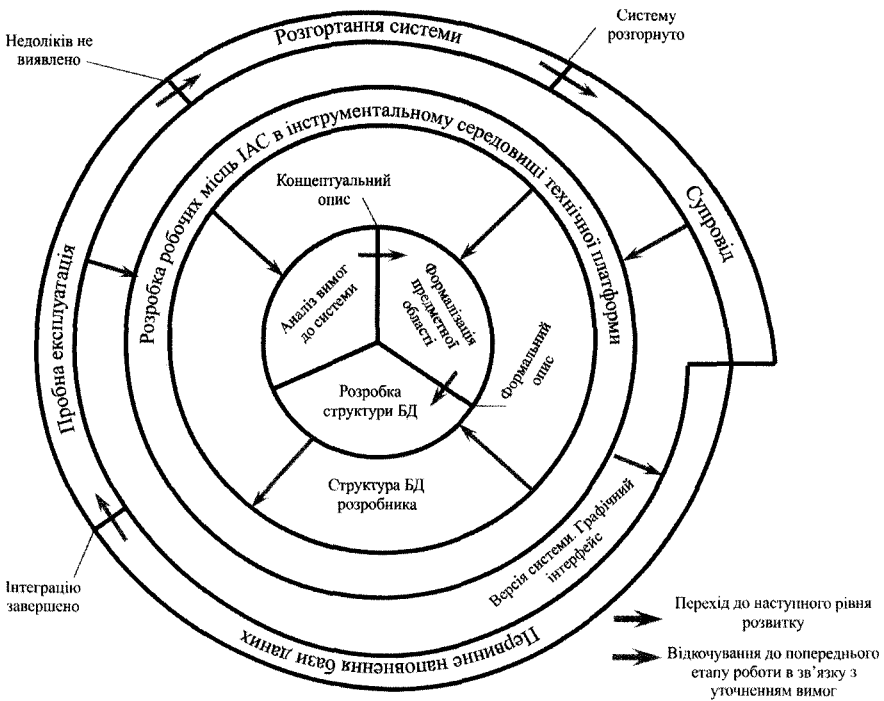 Розгортання системи
Систему
розгорнуто
Недоліків не
виявлено
Розробка робочих місць ІАС в інструментальному середовищі технічної платформи
Концептуальний
опис
Супровід
Аналіз вимог
до системи
Формалізація
предметної
області
Пробна експлуатація
Формальний
опис
Розробка
структури БД
Структура БД
розробника
Версія системи. Графічний
інтерфейс
Інтеграцію
завершено
Первинне наповнення бази даних
Перехід до наступного рівня
розвитку
Відкочування до попереднього
етапу роботи в зв'язку з
уточненням вимог